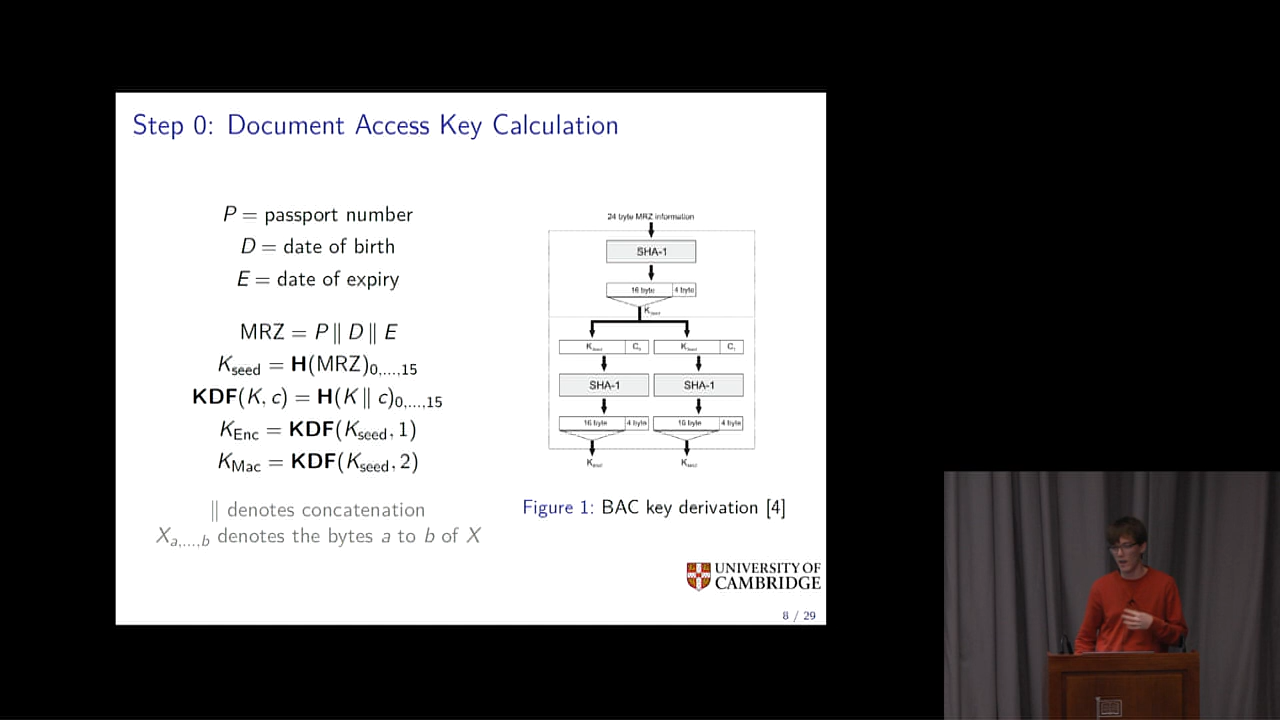 Step 0: Document Access Key Calculation
P = passport number
D = date of birth
E = date of expiry
MRZ = P ∥ D ∥ E
K_seed = H(MRZ)_0,...,15
KDF(K, c) = H(K ∥ c)_0,...,15
K_Enc = KDF(K_seed, 1)
K_Mac = KDF(K_seed, 2)
∥ denotes concatenation
X_a,...,b denotes the bytes a to b of X
24 byte MRZ information
SHA-1
16 byte 4 byte
K_seed
K_seed C K_seed C
SHA-1 SHA-1
16 byte 4 byte 16 byte 4 byte
K K
Figure 1: BAC key derivation [4]
UNIVERSITY OF
CAMBRIDGE
8 / 29